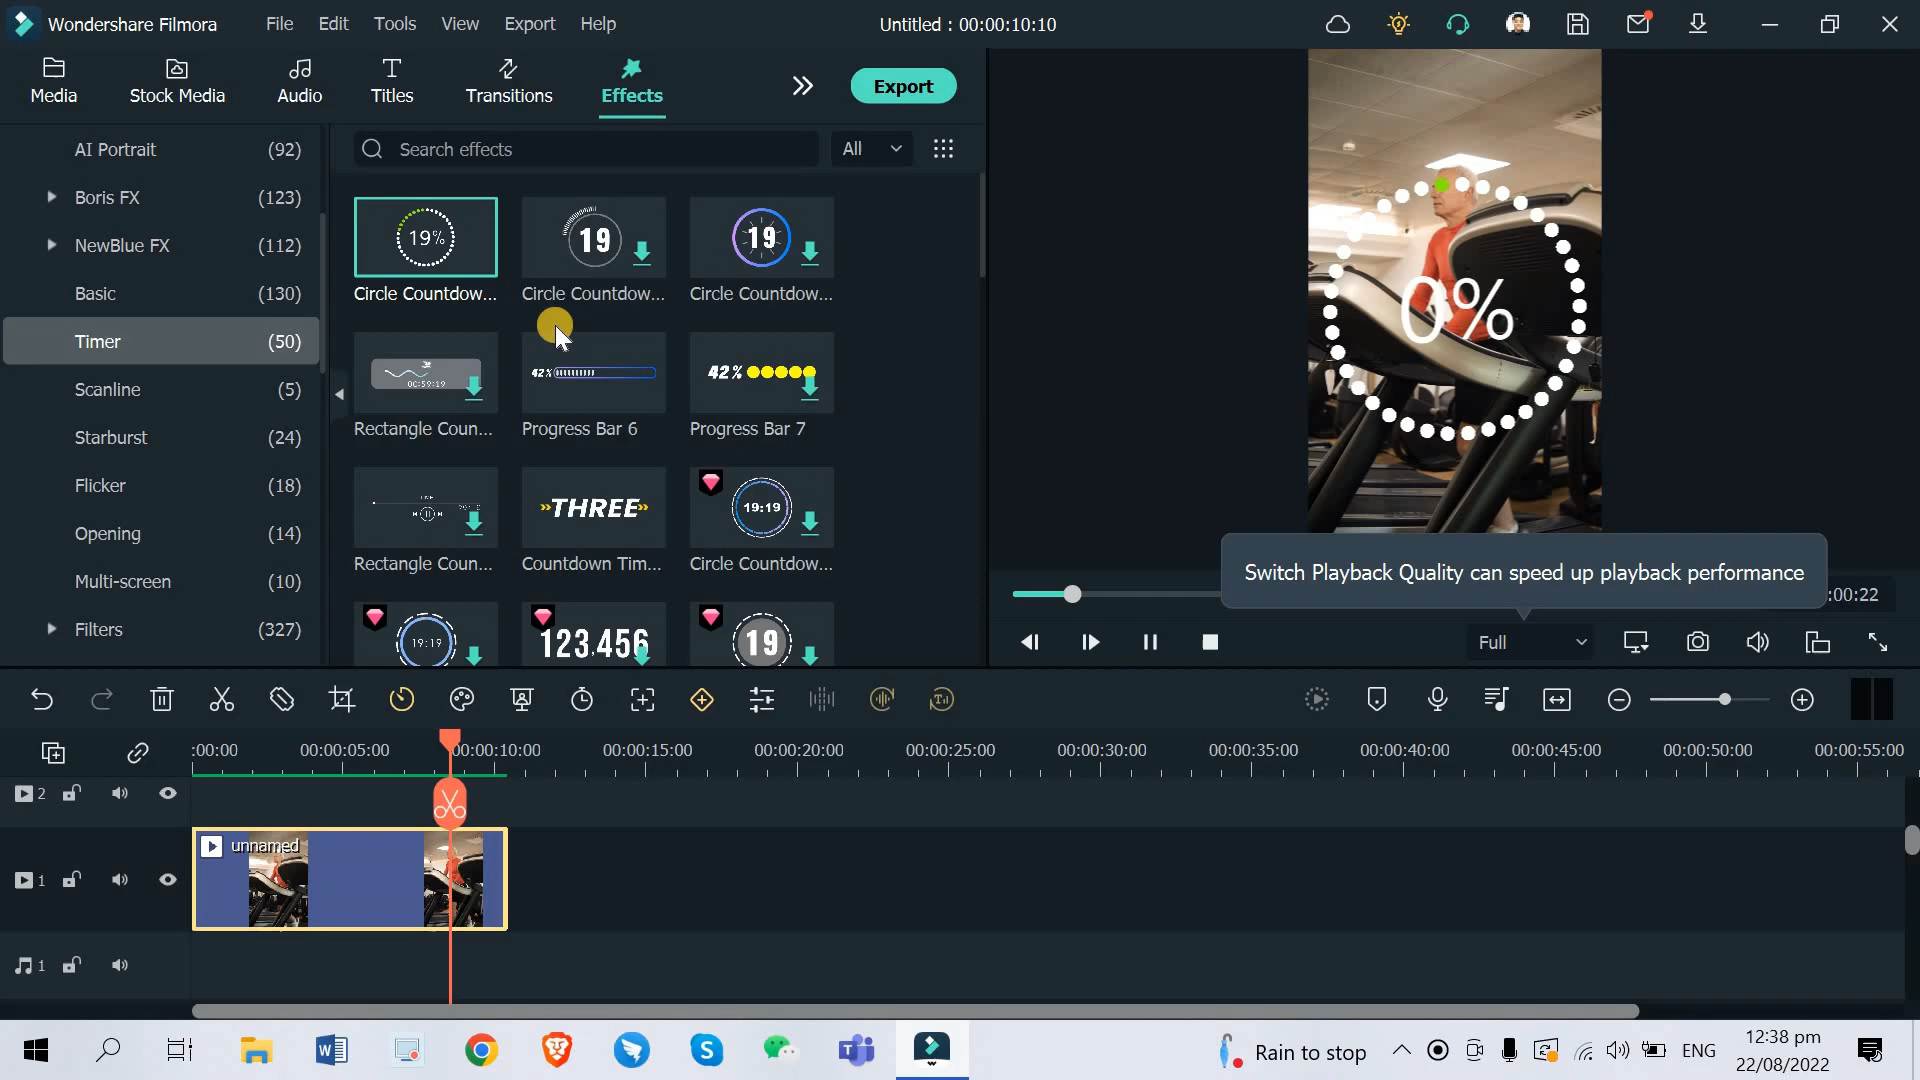 Wondershare Filmora File Edit Tools View Export Help Untitled : 00:00:10:10
Media Stock Media Audio Titles Transitions Effects Export
AI Portrait (92)
Boris FX (123)
NewBlue FX (112)
Basic (130)
Timer (50)
Scanline (5)
Starburst (24)
Flicker (18)
Opening (14)
Multi-screen (10)
Filters (327)
Search effects All
19% 19 19
Circle Countdow... Circle Countdow... Circle Countdow...
00:59:19 42% 42%
Rectangle Coun... Progress Bar 6 Progress Bar 7
LIVE »THREE» 19:19
Rectangle Coun... Countdown Tim... Circle Countdow...
19:19 123,456 19
0%
Switch Playback Quality can speed up playback performance
:00:22
Full
:00:00 00:00:05:00 00:00:10:00 00:00:15:00 00:00:20:00 00:00:25:00 00:00:30:00 00:00:35:00 00:00:40:00 00:00:45:00 00:00:50:00 00:00:55:00
2
unnamed
1
1
Rain to stop ENG 12:38 pm
22/08/2022